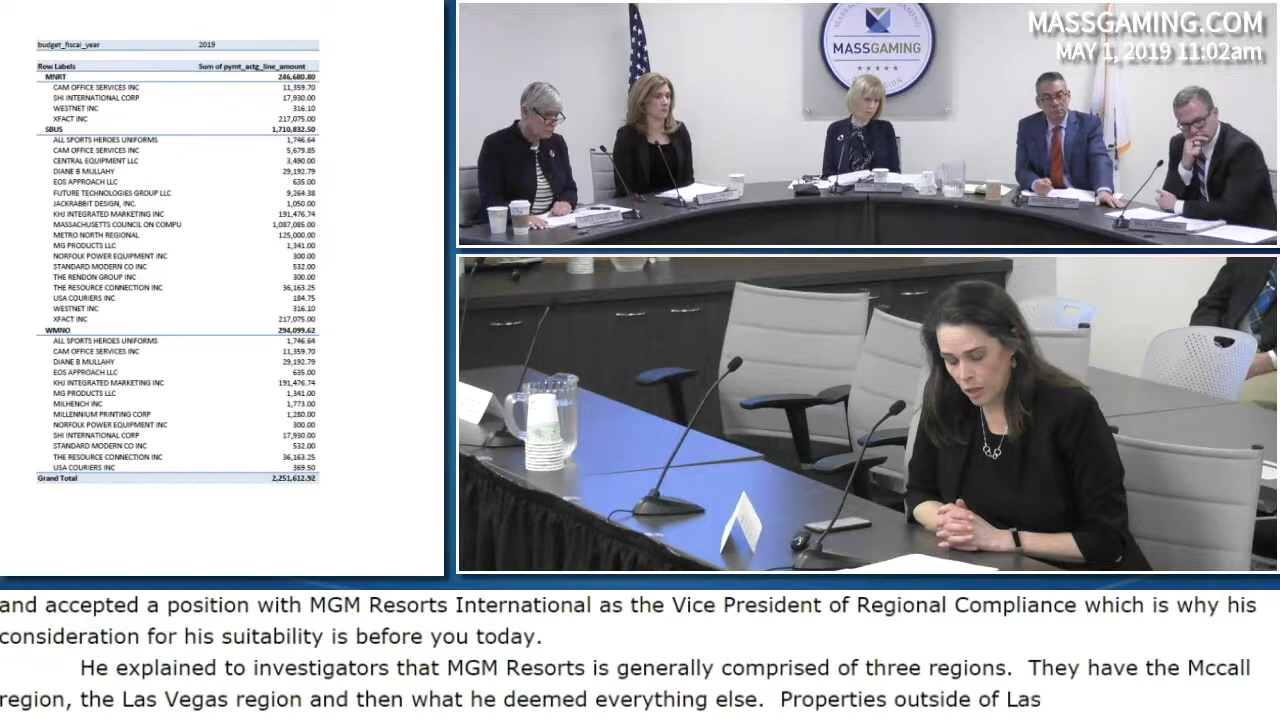 budget_fiscal_year 2019
Row Labels Sum of pymt_actg_line_amount
MNRT 246,680.80
CAM OFFICE SERVICES INC 11,359.70
SHI INTERNATIONAL CORP 17,930.00
WESTNET INC 316.10
XFACT INC 217,075.00
SBUS 1,710,832.50
ALL SPORTS HEROES UNIFORMS 1,746.64
CAM OFFICE SERVICES INC 5,679.85
CENTRAL EQUIPMENT LLC 3,490.00
DIANE B MULLAHY 29,192.79
EOS APPROACH LLC 635.00
FUTURE TECHNOLOGIES GROUP LLC 9,264.38
JACKRABBIT DESIGN, INC. 1,050.00
KHJ INTEGRATED MARKETING INC 191,476.74
MASSACHUSETTS COUNCIL ON COMPU 1,087,085.00
METRO NORTH REGIONAL 125,000.00
MG PRODUCTS LLC 1,341.00
NORFOLK POWER EQUIPMENT INC 300.00
STANDARD MODERN CO INC 532.00
THE RENDON GROUP INC 300.00
THE RESOURCE CONNECTION INC 36,163.25
USA COURIERS INC 184.75
WESTNET INC 316.10
XFACT INC 217,075.00
WMNO 294,099.62
ALL SPORTS HEROES UNIFORMS 1,746.64
CAM OFFICE SERVICES INC 11,359.70
DIANE B MULLAHY 29,192.79
EOS APPROACH LLC 635.00
KHJ INTEGRATED MARKETING INC 191,476.74
MG PRODUCTS LLC 1,341.00
MILHENCH INC 1,773.00
MILLENNIUM PRINTING CORP 1,280.00
NORFOLK POWER EQUIPMENT INC 300.00
SHI INTERNATIONAL CORP 17,930.00
STANDARD MODERN CO INC 532.00
THE RESOURCE CONNECTION INC 36,163.25
USA COURIERS INC 369.50
Grand Total 2,251,612.92
MASSGAMING.COM
MAY 1, 2019 11:02am
MASSGAMING
and accepted a position with MGM Resorts International as the Vice President of Regional Compliance which is why his
consideration for his suitability is before you today.
He explained to investigators that MGM Resorts is generally comprised of three regions. They have the Mccall
region, the Las Vegas region and then what he deemed everything else. Properties outside of Las